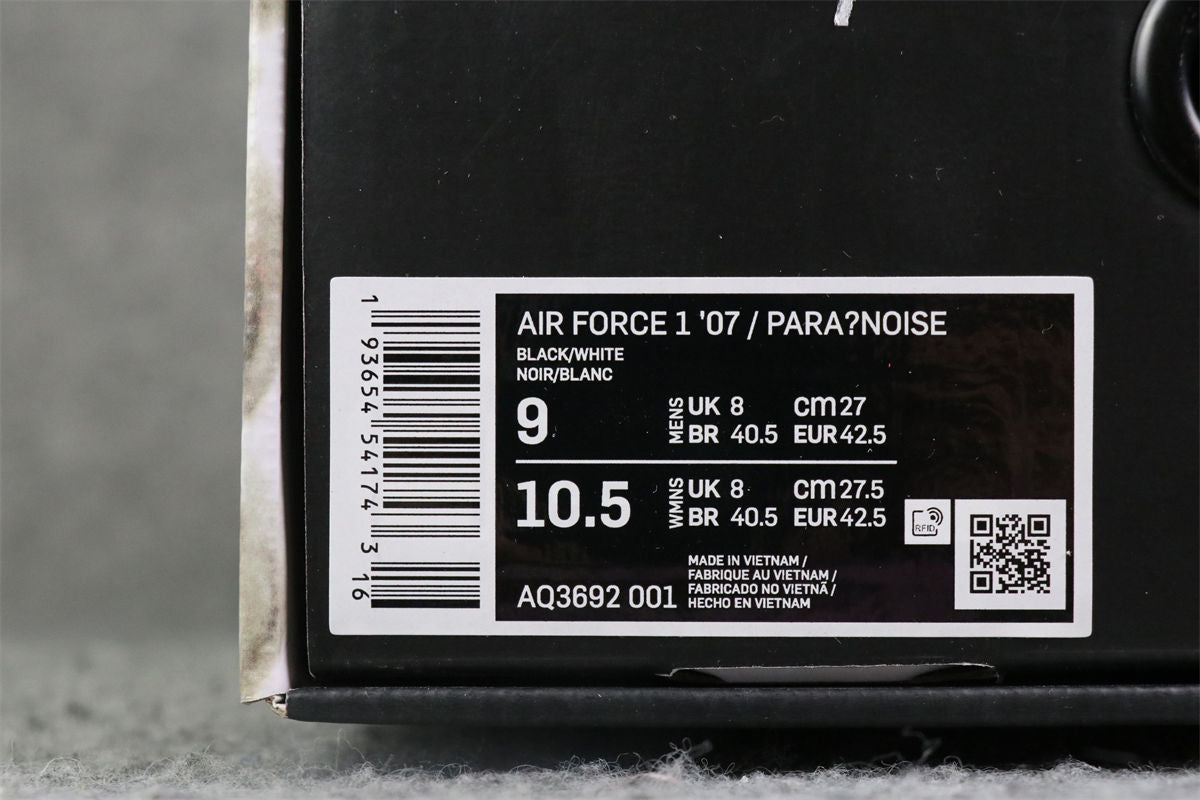 1
93654 54174 3
16
AIR FORCE 1 '07 / PARA?NOISE
BLACK/WHITE
NOIR/BLANC
9 MENS UK 8 cm 27
BR 40.5 EUR 42.5
10.5 WMNS UK 8 cm 27.5
BR 40.5 EUR 42.5
RFID
AQ3692 001
MADE IN VIETNAM /
FABRIQUE AU VIETNAM /
FABRICADO NO VIETNÃ /
HECHO EN VIETNAM